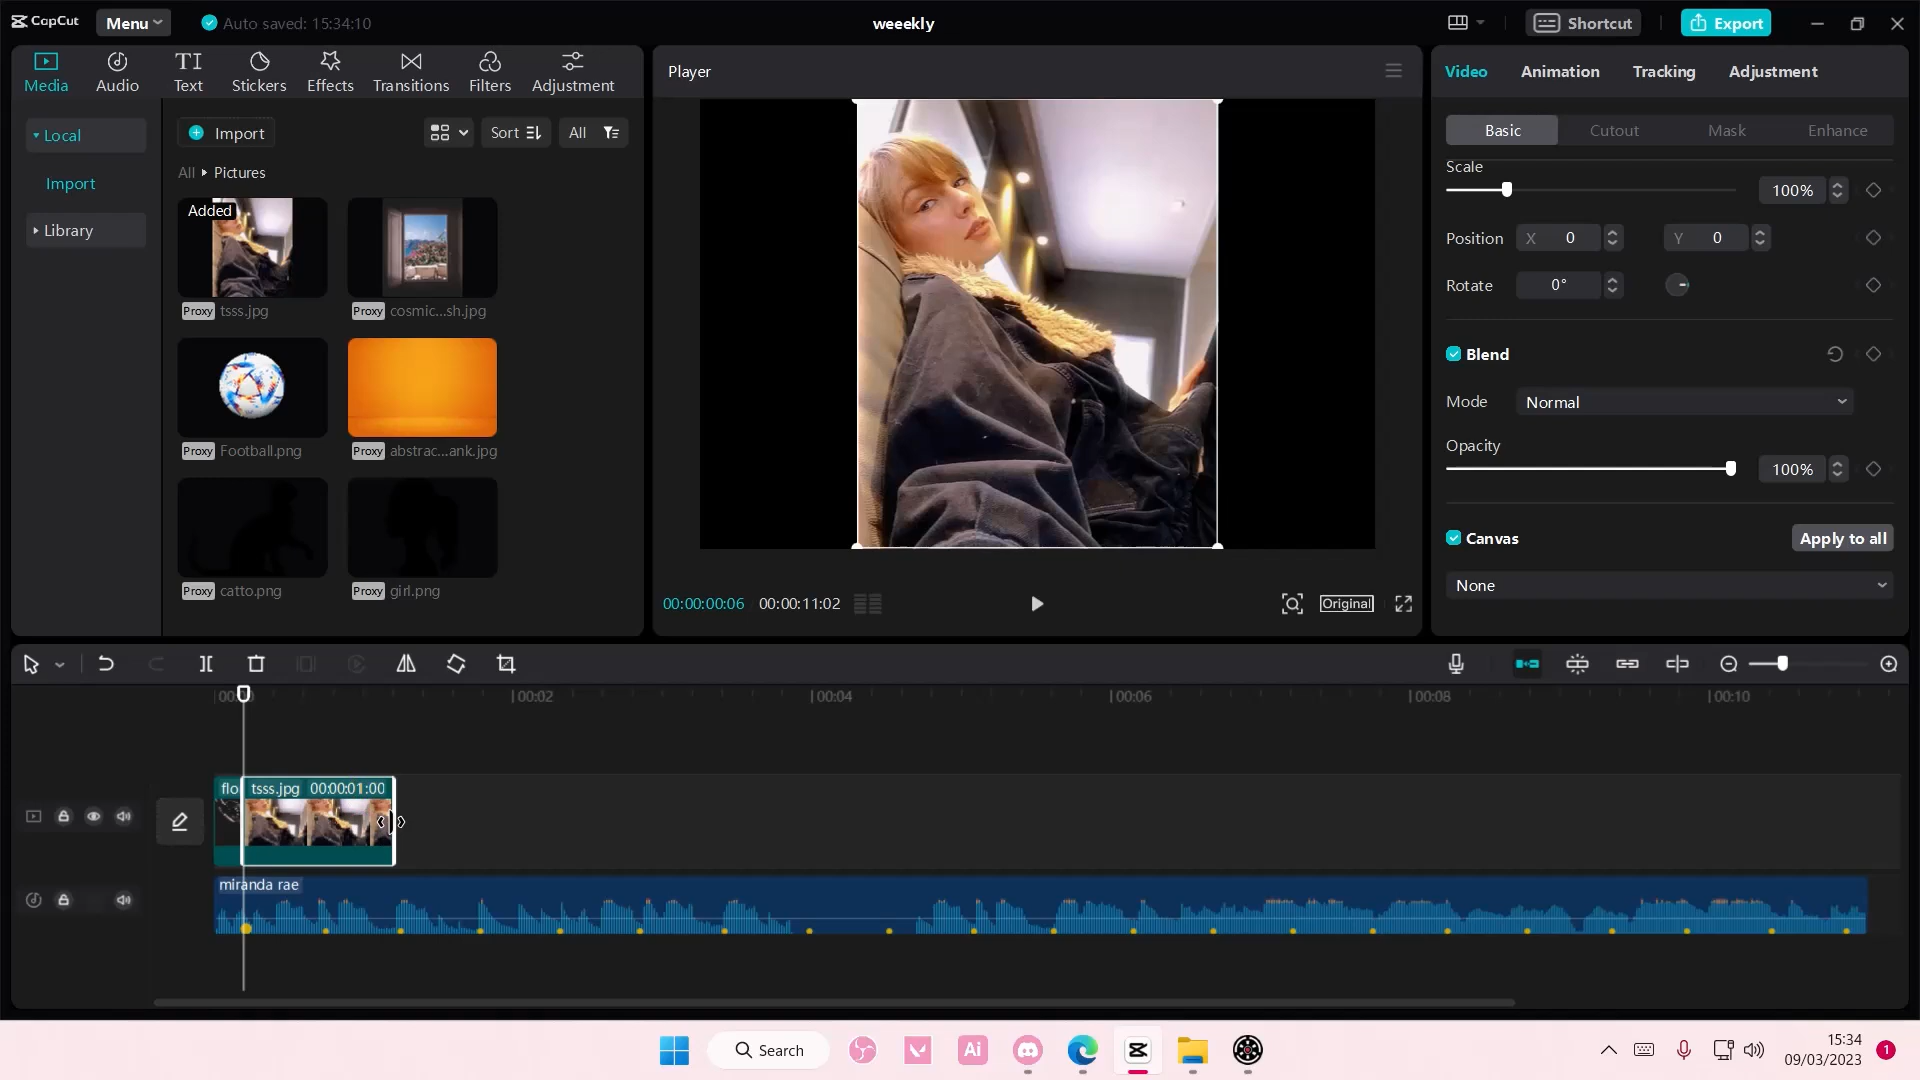 CapCut
Menu
Auto saved: 15:34:10
weeekly
Shortcut
Export
Media
Audio
TI
Text
Stickers
Effects
Transitions
Filters
Adjustment
Local
Import
Library
Import
Sort
All
All
Pictures
Added
Proxy tsss.jpg
Proxy cosmic...sh.jpg
Proxy Football.png
Proxy abstrac...ank.jpg
Proxy catto.png
Proxy girl.png
Player
00:00:00:06
00:00:11:02
Original
Video
Animation
Tracking
Adjustment
Basic
Cutout
Mask
Enhance
Scale
100%
Position
X 0
Y 0
Rotate
0°
Blend
Mode
Normal
Opacity
100%
Canvas
Apply to all
None
00:02
00:04
00:06
00:08
00:10
flo
tsss.jpg 00:00:01:00
miranda rae
Search
Ai
15:34
09/03/2023
1